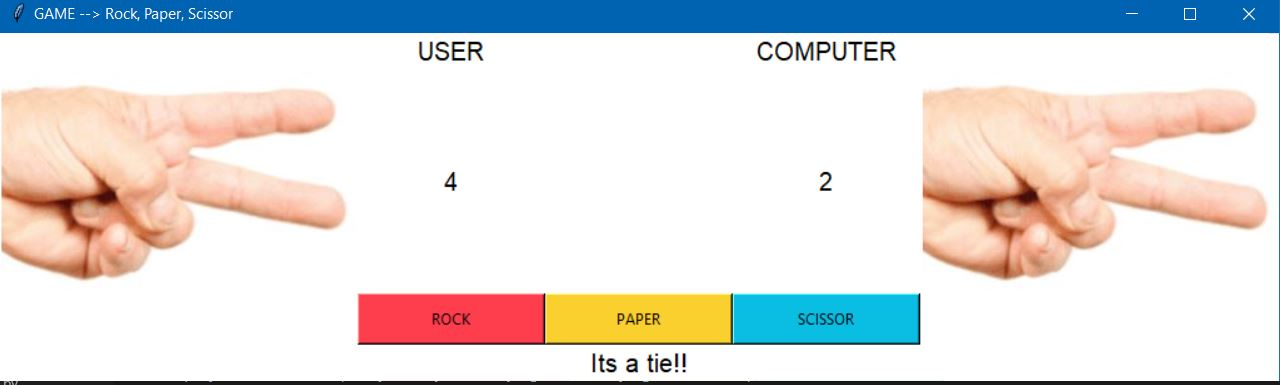 GAME --> Rock, Paper, Scissor
USER COMPUTER
4 2
ROCK PAPER SCISSOR
Its a tie!!